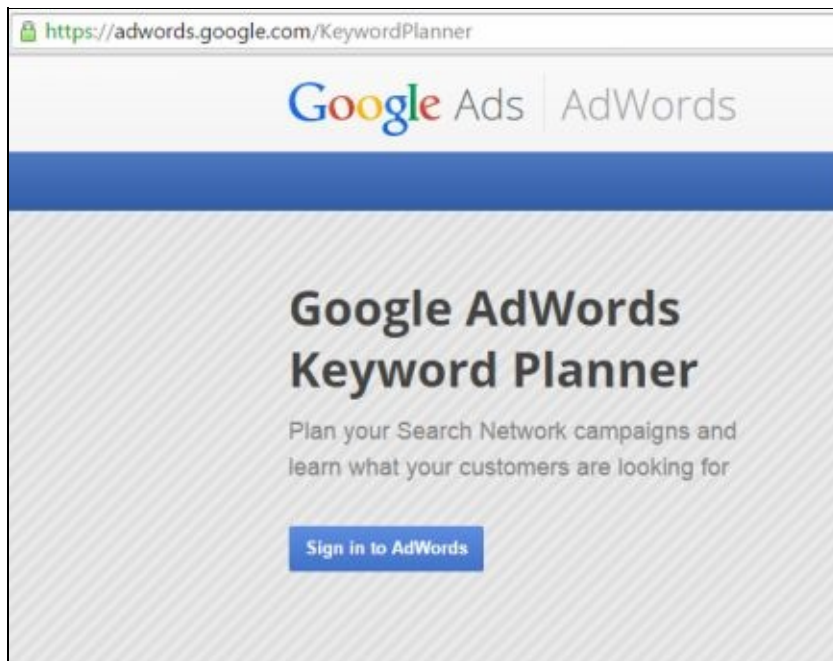 https://adwords.google.com/KeywordPlanner
Google Ads AdWords
Google AdWords
Keyword Planner
Plan your Search Network campaigns and
learn what your customers are looking for
Sign in to AdWords